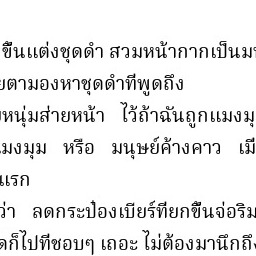 ขืนแต่งชุดดำ สวมหน้ากากเป็นม
ตามองหาชุดดำที่พูดถึง
หนุ่มส่ายหน้า ไว้ถ้าฉันถูกแมงมุ
มงมุม หรือ มนุษย์ค้างคาว เมื
แรก
ว่า ลดกระป๋องเบียร์ที่ยกขึ้นจ่อริม
ก็ไปที่ชอบๆ เถอะ ไม่ต้องมานึกถึ